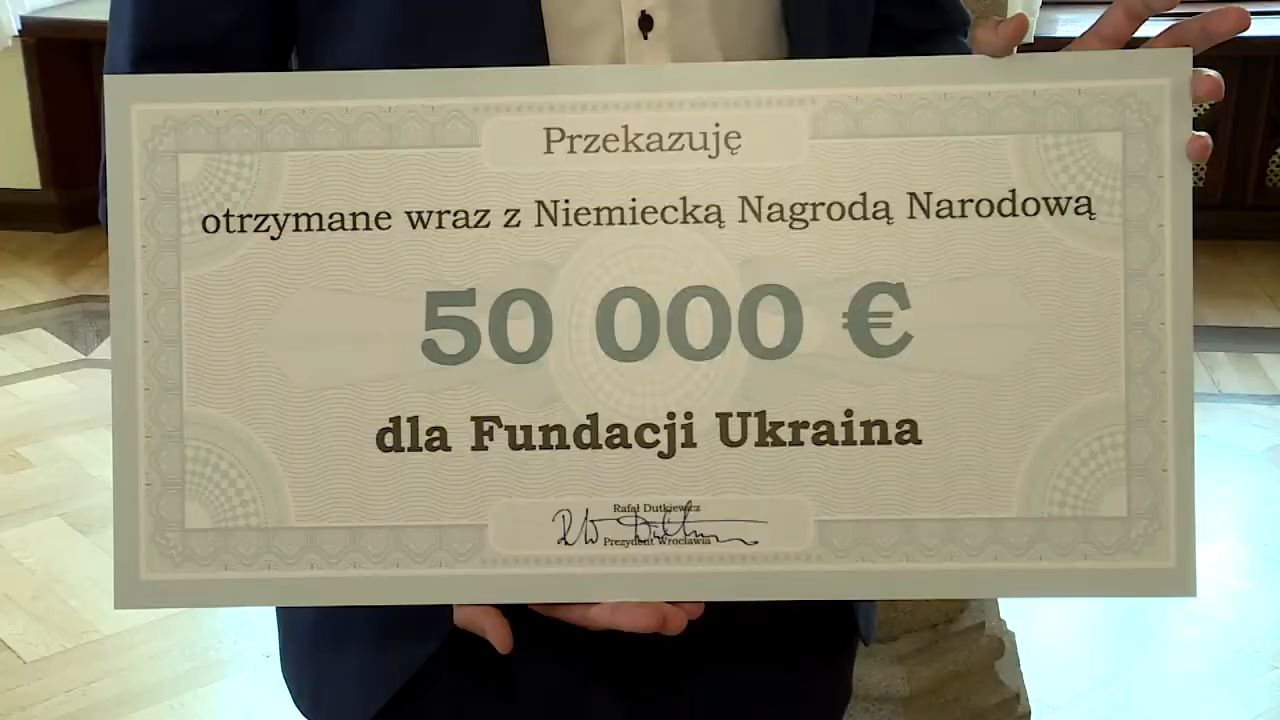 Przekazuję
otrzymane wraz z Niemiecką Nagrodą Narodową
50 000 €
dla Fundacji Ukraina
Rafał Dutkiewicz
Prezydent Wrocławia